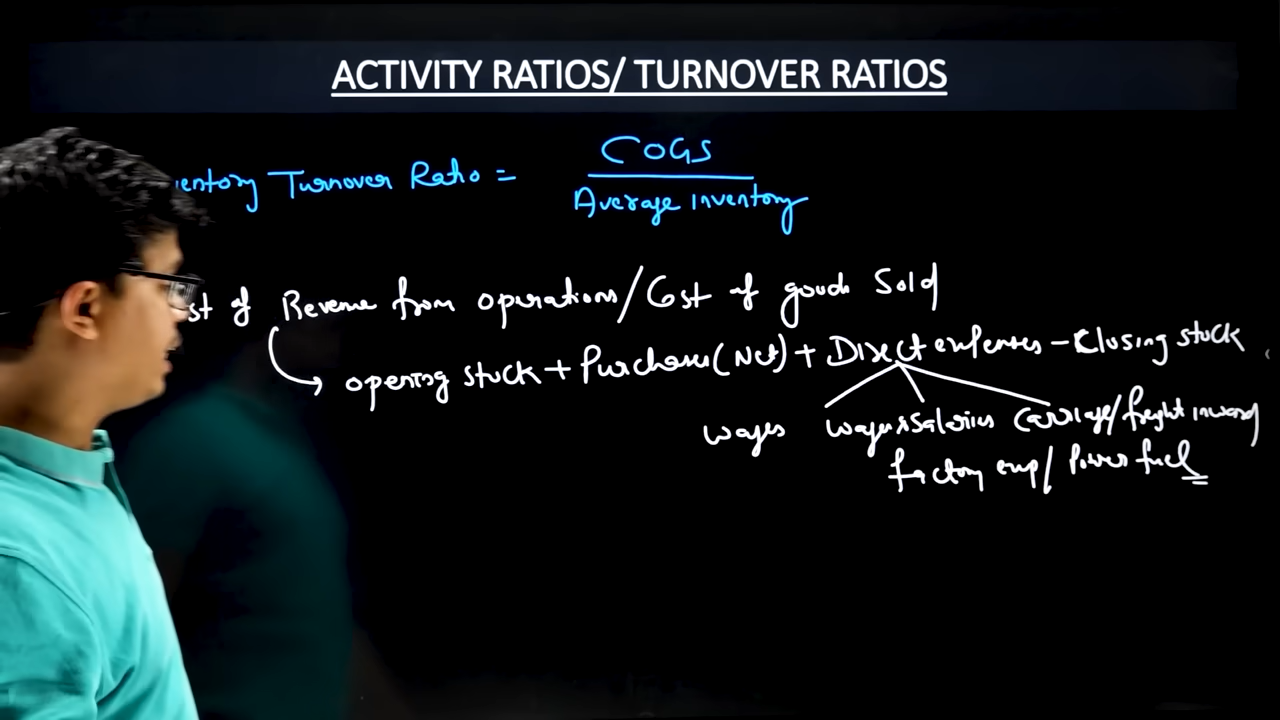 ACTIVITY RATIOS/ TURNOVER RATIOS
ventory Turnover Ratio = COGS
Average inventory
st of Revenue from operations/Cost of goods Sold
opening stock + Purchases (Net) + Direct expenses - Closing stock
wages wages & Salaries Carriage/freight inward
factory exp/ Power fuel